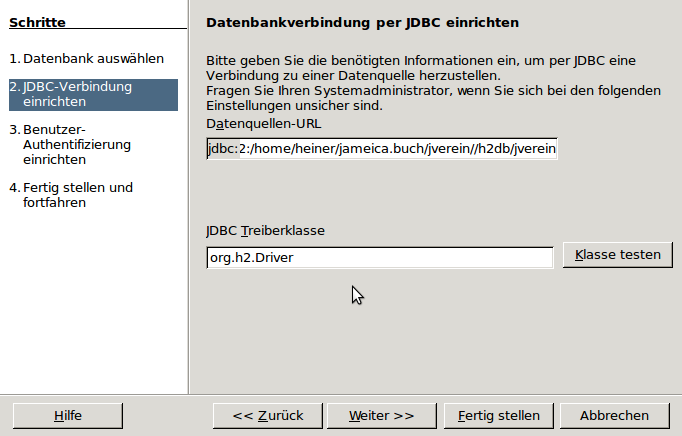 Schritte
1. Datenbank auswählen
2. JDBC-Verbindung
einrichten
3. Benutzer-
Authentifizierung
einrichten
4. Fertig stellen und
fortfahren
Datenbankverbindung per JDBC einrichten
Bitte geben Sie die benötigten Informationen ein, um per JDBC eine
Verbindung zu einer Datenquelle herzustellen.
Fragen Sie Ihren Systemadministrator, wenn Sie sich bei den folgenden
Einstellungen unsicher sind.
Datenquellen-URL
jdbc:2:/home/heiner/jameica.buch/jverein//h2db/jverein
JDBC Treiberklasse
org.h2.Driver
Klasse testen
Hilfe
<< Zurück
Weiter >>
Fertig stellen
Abbrechen